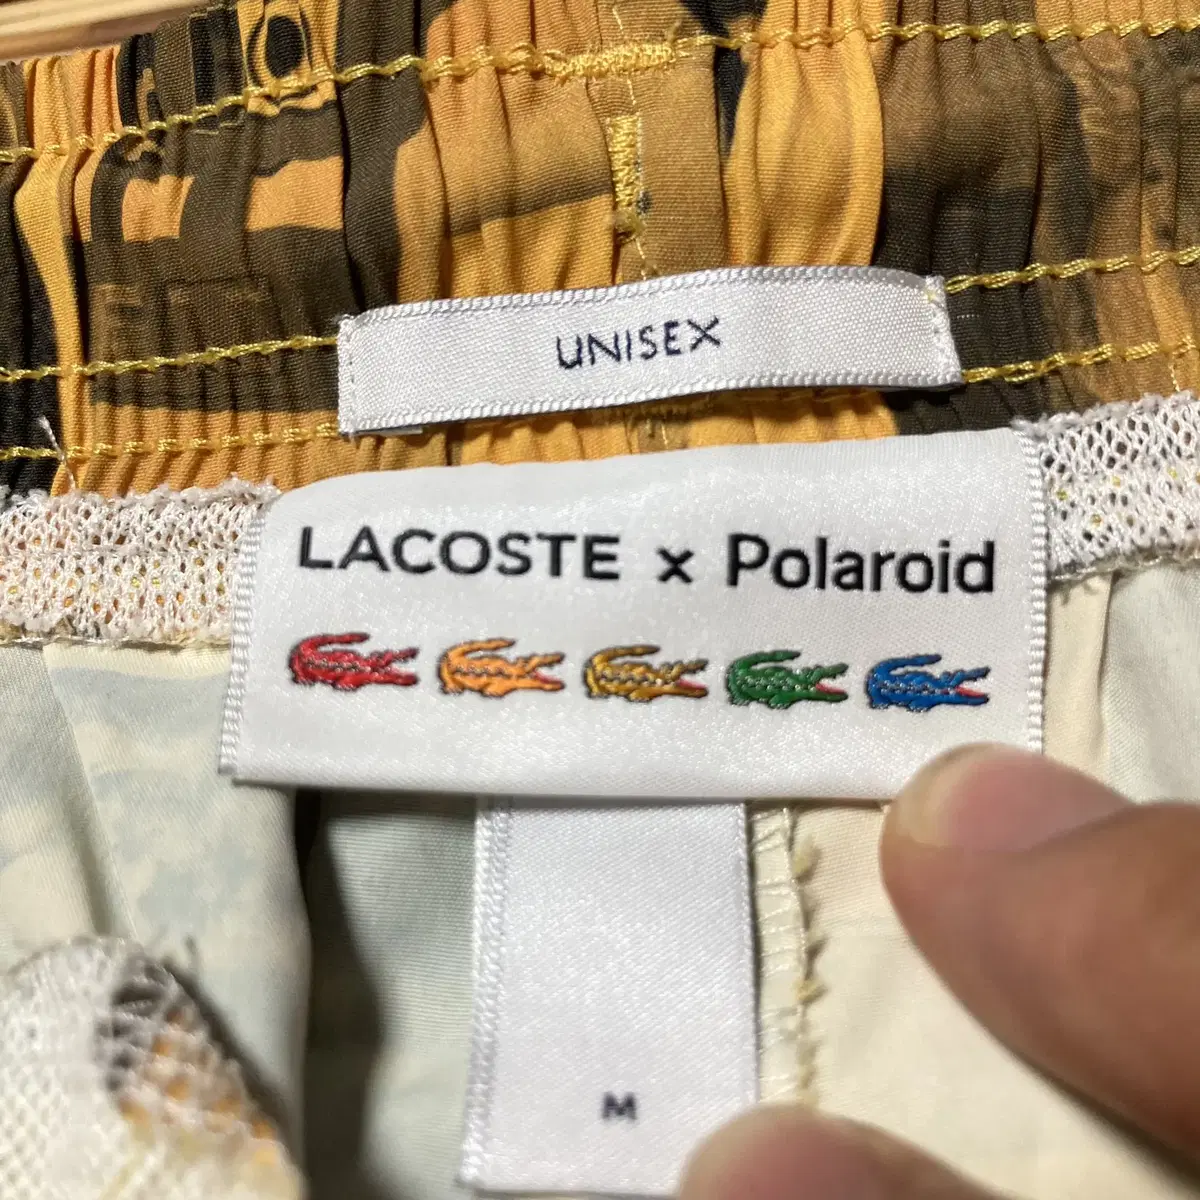 UNISEX
LACOSTE x Polaroid
M